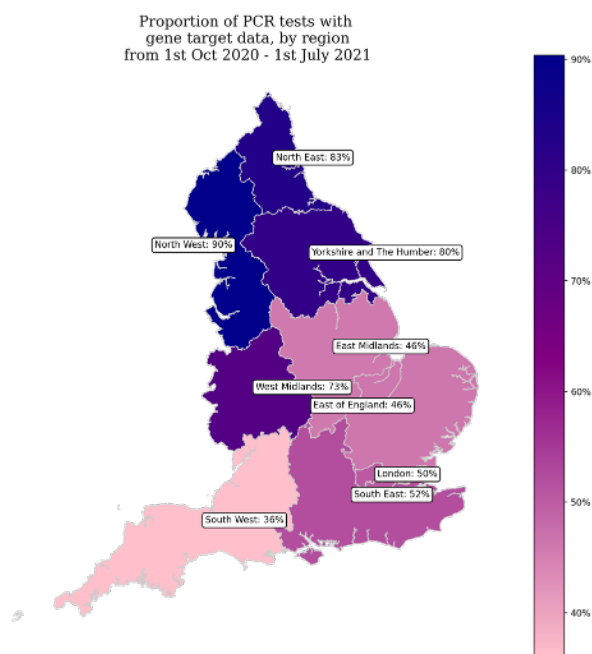 Proportion of PCR tests with
gene target data, by region
from 1st Oct 2020 - 1st July 2021
90%
North East: 83%
80%
North West: 90%
Yorkshire and The Humber: 80%
70%
East Midlands: 46%
West Midlands: 73%
60%
East of England: 46%
London: 50%
South East: 52%
50%
South West: 36%
40%